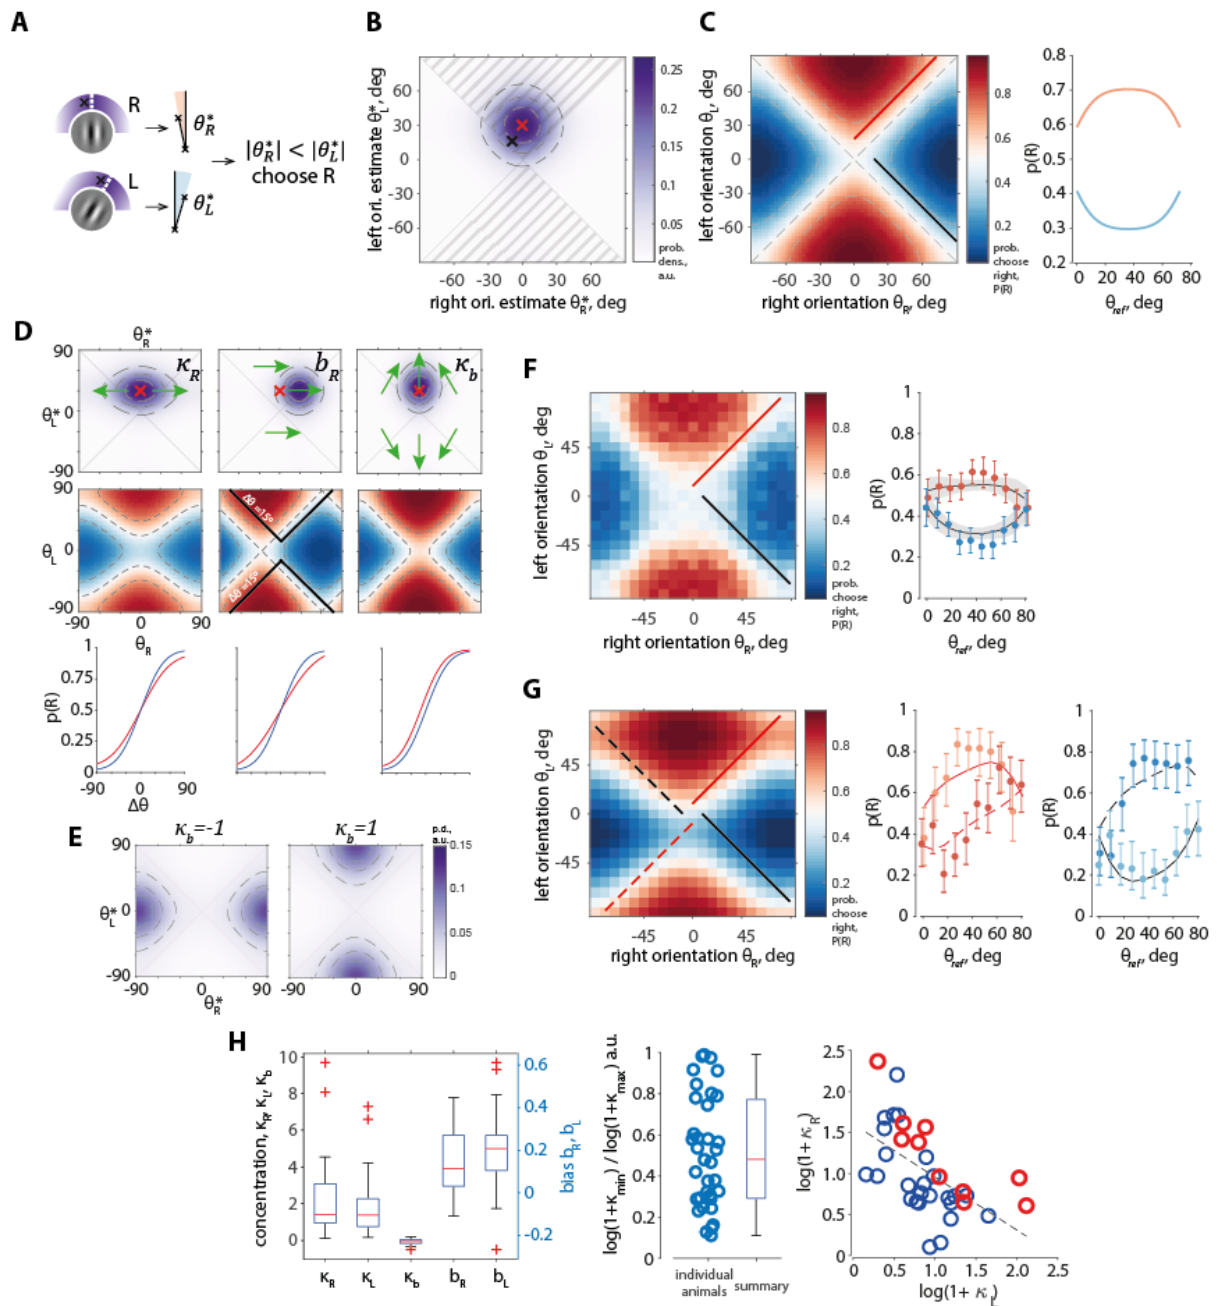 A
R
θ*R
|θ*R| < |θ*L|
choose R
L
θ*L
B
left ori. estimate θ*L, deg
60
30
0
-30
-60
-60 -30 0 30 60
right ori. estimate θ*R, deg
0.25
0.2
0.15
0.1
0.05
prob.
dens.,
a.u.
C
left orientation θL, deg
60
30
0
-30
-60
-60 -30 0 30 60
right orientation θR, deg
0.8
0.6
0.4
0.2
prob.
choose
right,
P(R)
p(R)
0.8
0.7
0.6
0.5
0.4
0.3
0.2
0 20 40 60 80
θref, deg
D
θ*R
90
θ*L 0
-90
κR
bR
κb
90
θL 0
-90
-90 90
θR
Δθ=15°
Δθ=15°
p(R)
1
0.75
0.5
0.25
0
-90 90
Δθ
E
κb=-1
κb=1
90
θ*L 0
-90
-90 0 90
θ*R
-90 0 90
p.d.,
a.u.
0.15
0.10
0.05
0
F
left orientation θL, deg
45
0
-45
-45 0 45
right orientation θR, deg
0.8
0.6
0.4
0.2
prob.
choose
right,
P(R)
p(R)
1
0.8
0.6
0.4
0.2
0
0 20 40 60 80
θref, deg
G
left orientation θL, deg
45
0
-45
-45 0 45
right orientation θR, deg
0.8
0.6
0.4
0.2
prob.
choose
right,
P(R)
p(R)
1
0.8
0.6
0.4
0.2
0
0 20 40 60 80
θref, deg
p(R)
1
0.8
0.6
0.4
0.2
0
0 20 40 60 80
θref, deg
H
concentration, κR, κL, κb
10
8
6
4
2
0
κR κL κb bR bL
0.6
0.4
0.2
0
-0.2
bias bR, bL
log(1+κmin) / log(1+κmax) a.u.
1
0.8
0.6
0.4
0.2
0
individual
animals
summary
log(1+κR)
2.5
2.0
1.5
1.0
0.5
0
0 0.5 1.0 1.5 2.0 2.5
log(1+ κL)